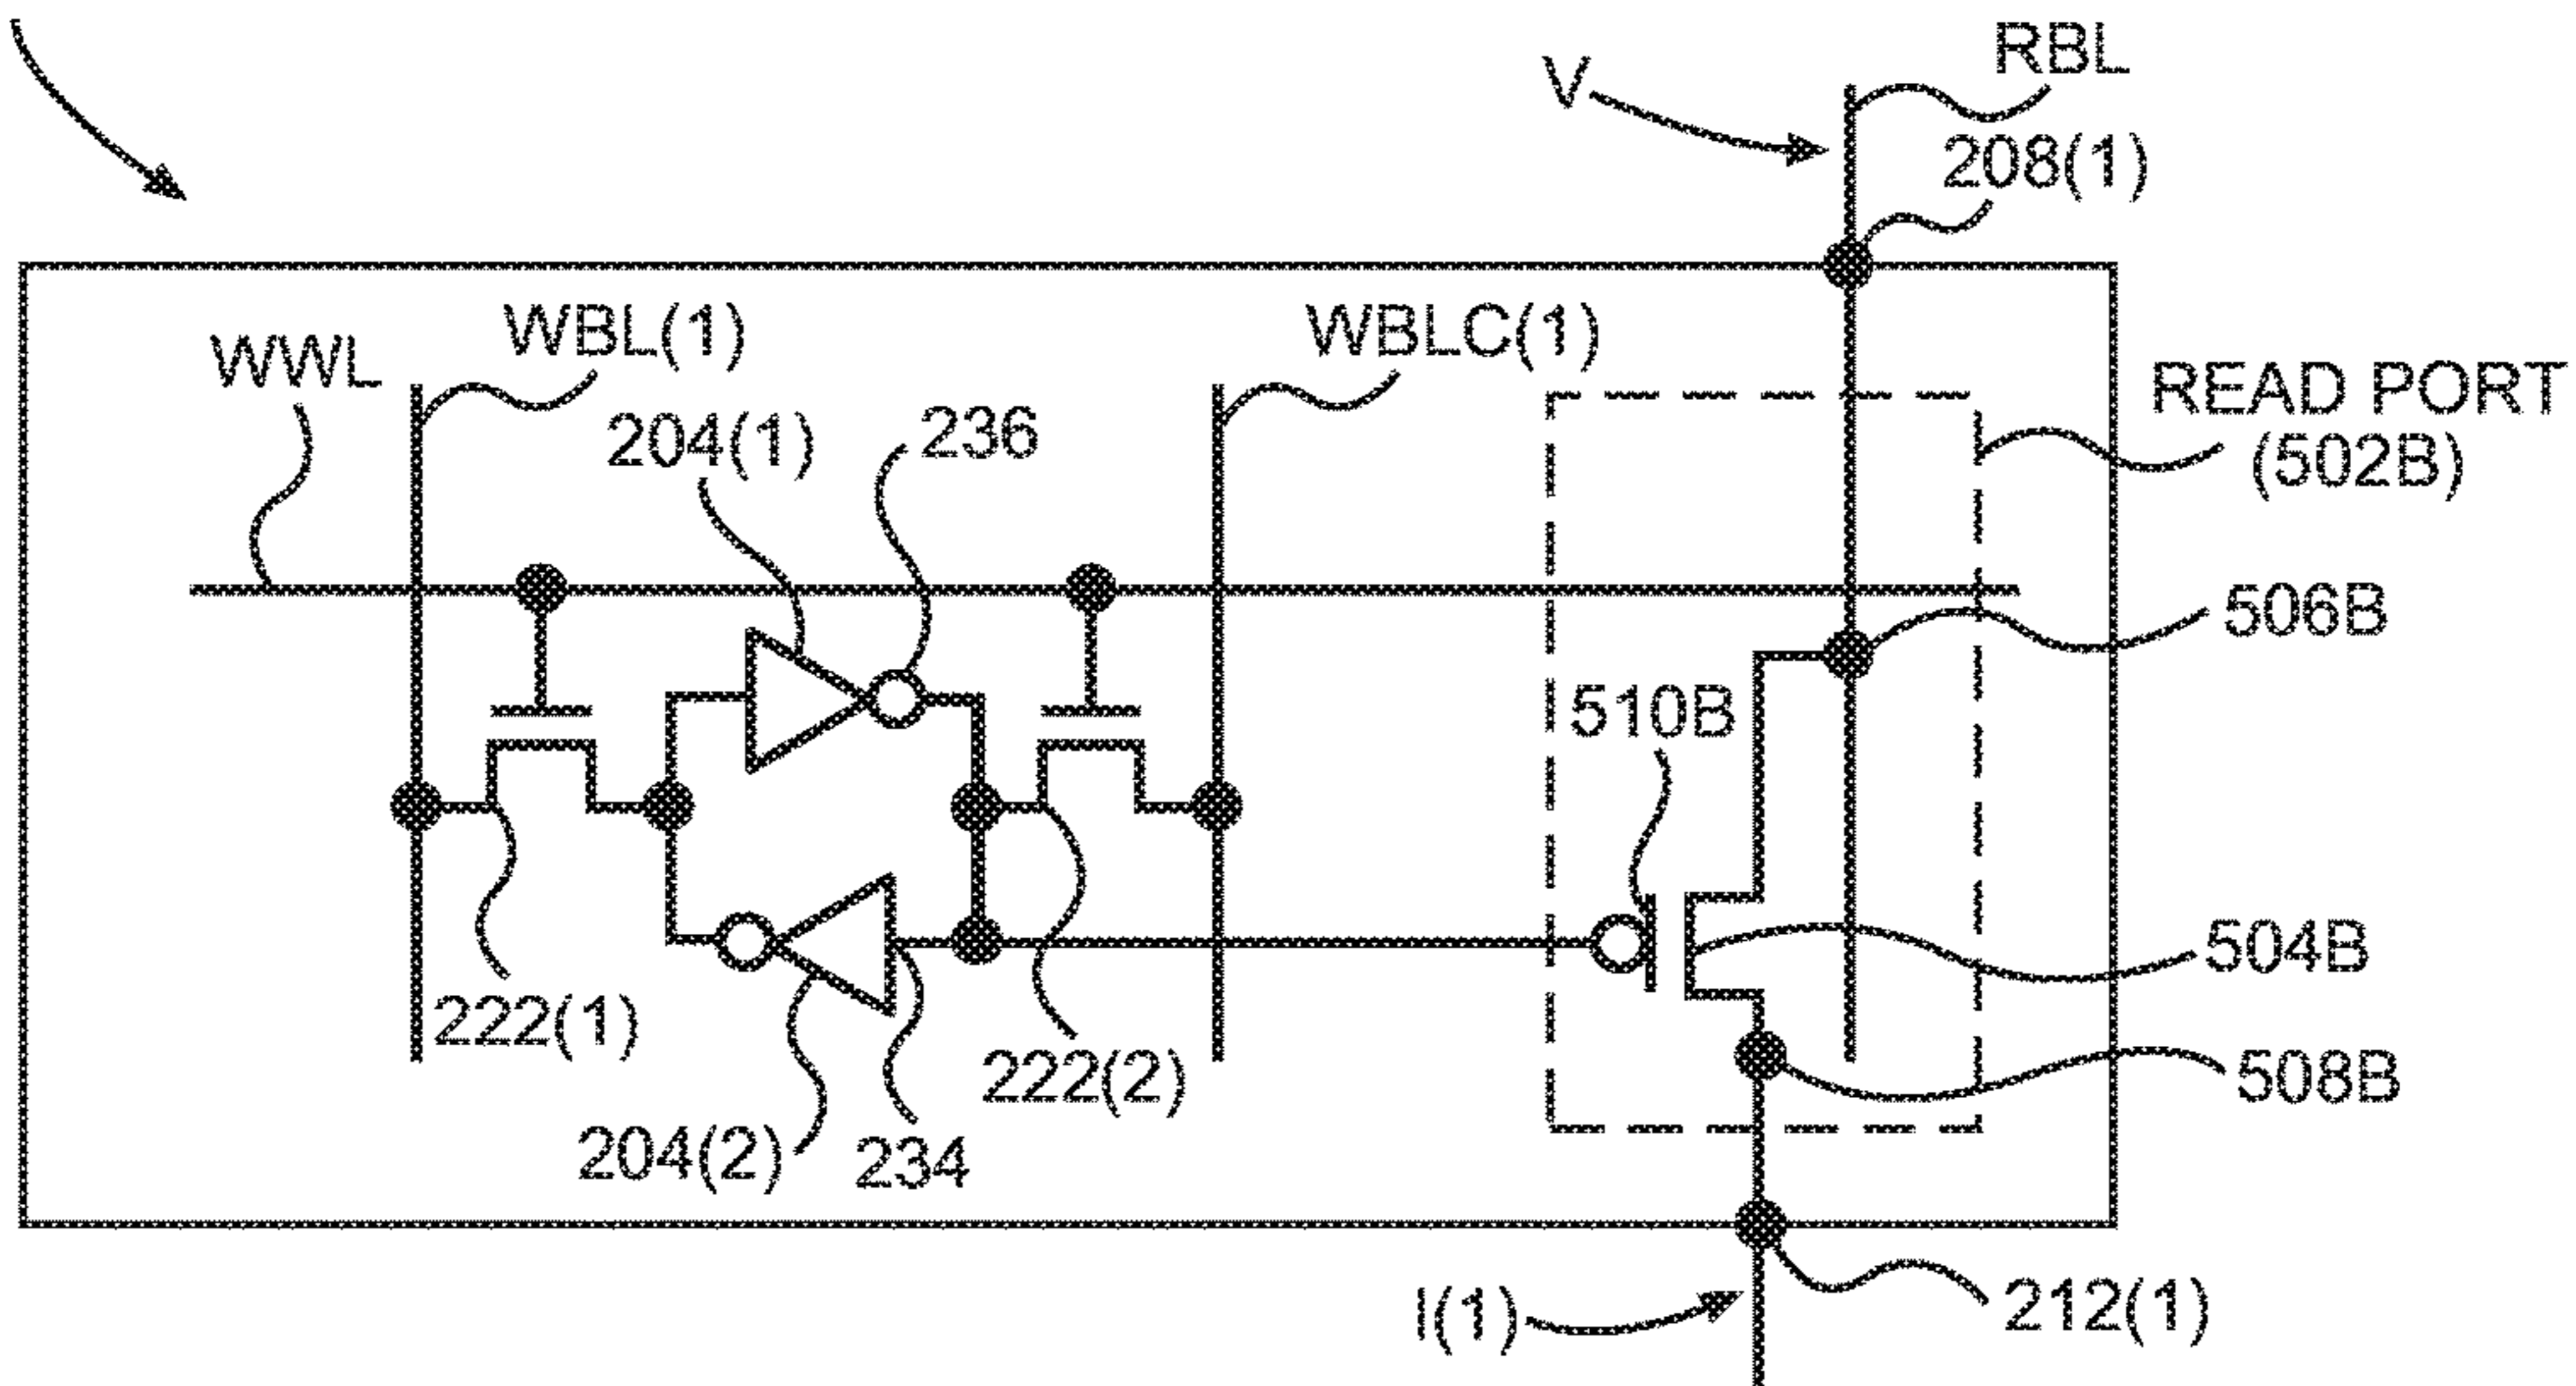 RBL
V
208(1)
WBL(1)
WBLC(1)
WWL
READ PORT
(502B)
204(1)
236
506B
510B
504B
222(1)
222(2)
508B
204(2)
234
I(1)
212(1)